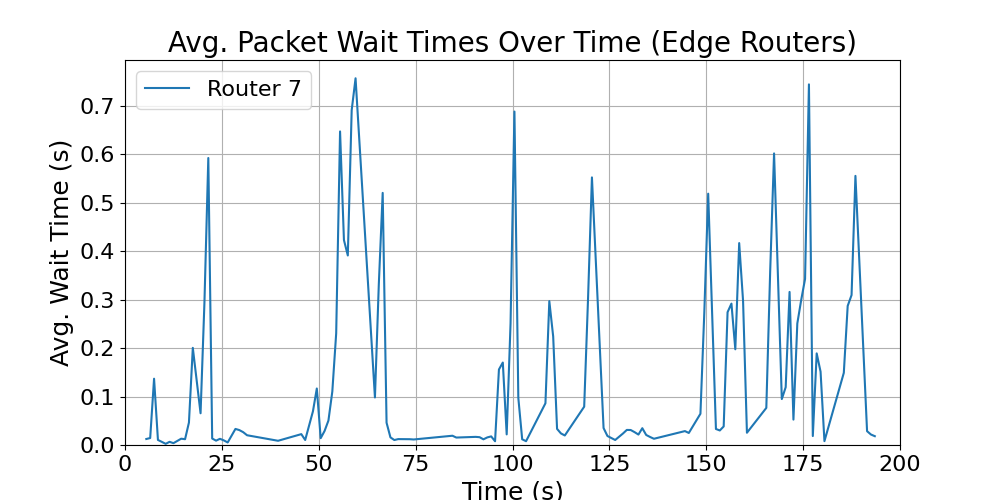 Avg. Packet Wait Times Over Time (Edge Routers)
Router 7
Avg. Wait Time (s)
0.7
0.6
0.5
0.4
0.3
0.2
0.1
0.0
0 25 50 75 100 125 150 175 200
Time (s)